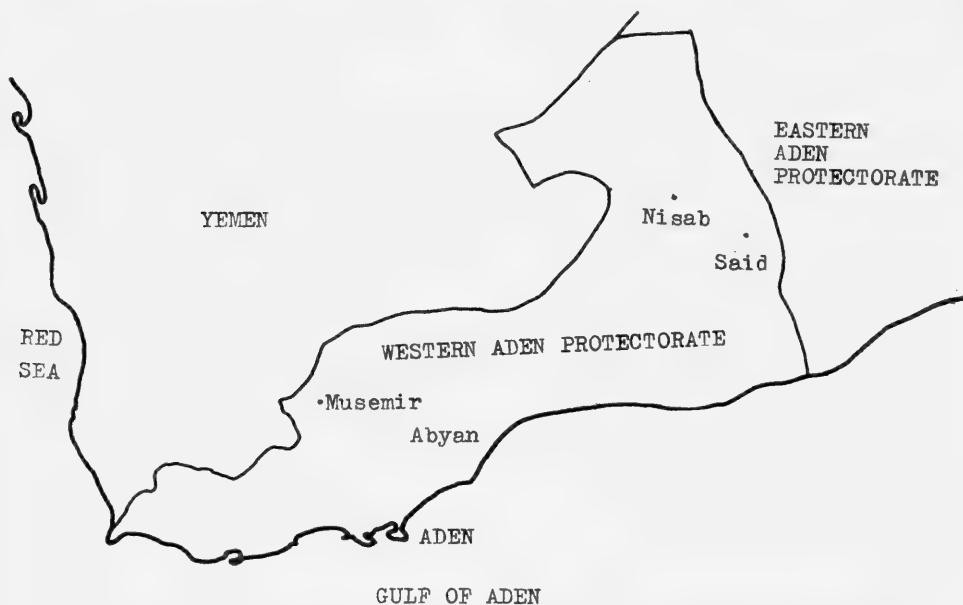 EASTERN
ADEN
PROTECTORATE
YEMEN
Nisab
Said
RED
SEA
WESTERN ADEN PROTECTORATE
Musemir
Abyan
ADEN
GULF OF ADEN